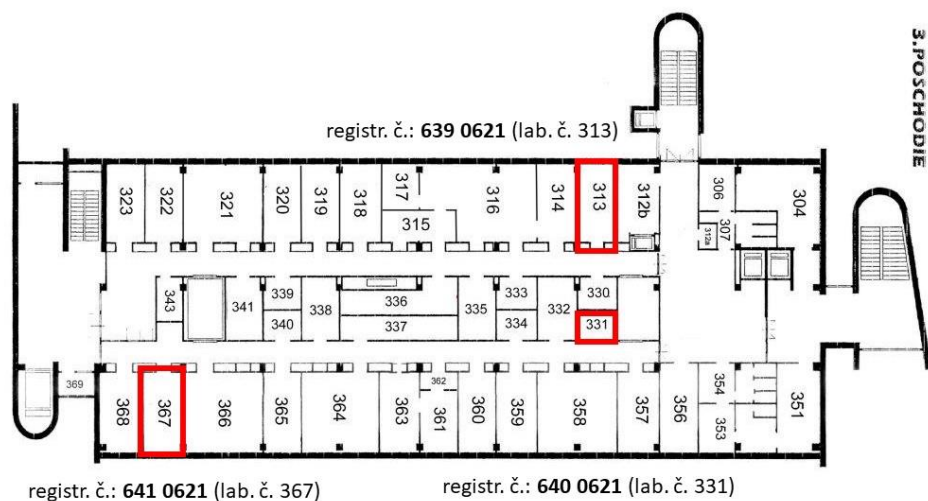 3.POSCHODIE
registr. č.: 639 0621 (lab. č. 313)
323 322 321 320 319 318 317 315 316 314 313 312b 306 307 312a 304
343 341 339 340 338 336 337 335 333 334 332 330 331
369 368 367 366 365 364 363 362 361 360 359 358 357 356 354 353 351
registr. č.: 641 0621 (lab. č. 367)
registr. č.: 640 0621 (lab. č. 331)